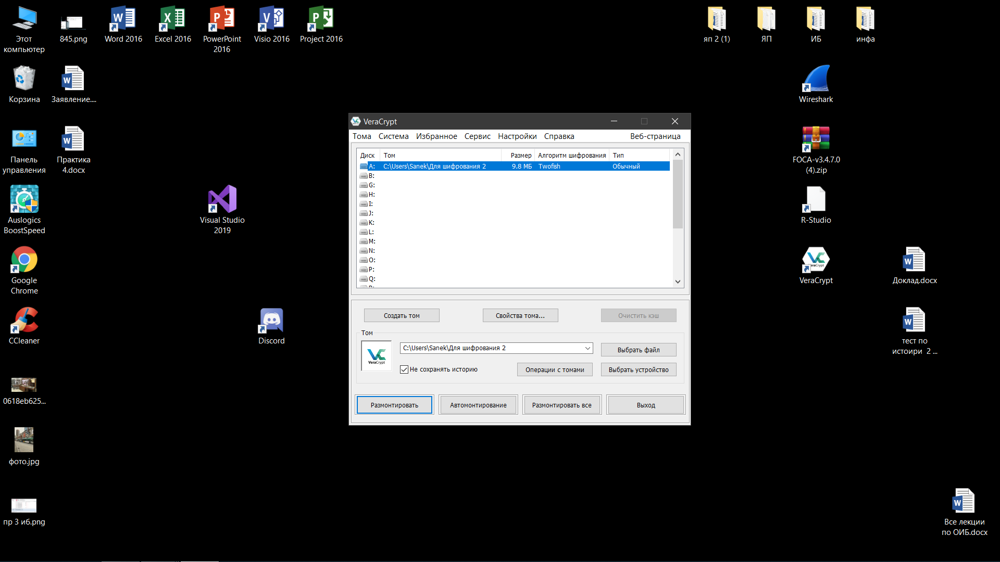 Этот
компьютер
845.png
Word 2016
Excel 2016
PowerPoint
2016
Visio 2016
Project 2016
яп 2 (1)
ЯП
ИБ
инфа
Корзина
Заявление....
Wireshark
Панель
управления
Практика
4.docx
FOCA-v3.4.7.0
(4).zip
Auslogics
BoostSpeed
Visual Studio
2019
R-Studio
Google
Chrome
VeraCrypt
Доклад.docx
CCleaner
Discord
тест по
истоири 2 ...
0618eb625...
фото.jpg
пр 3 иб.png
Все лекции
по ОИБ.docx
VeraCrypt
Тома Система Избранное Сервис Настройки Справка Веб-страница
Диск Том Размер Алгоритм шифрования Тип
A: C:\Users\Sanek\Для шифрования 2 9.8 МБ Twofish Обычный
B:
G:
H:
I:
J:
K:
L:
M:
N:
O:
P:
Q:
Создать том Свойства тома... Очистить кэш
Том
VeraCrypt
C:\Users\Sanek\Для шифрования 2 Выбрать файл
Не сохранять историю Операции с томами Выбрать устройство
Размонтировать Автомонтирование Размонтировать все Выход